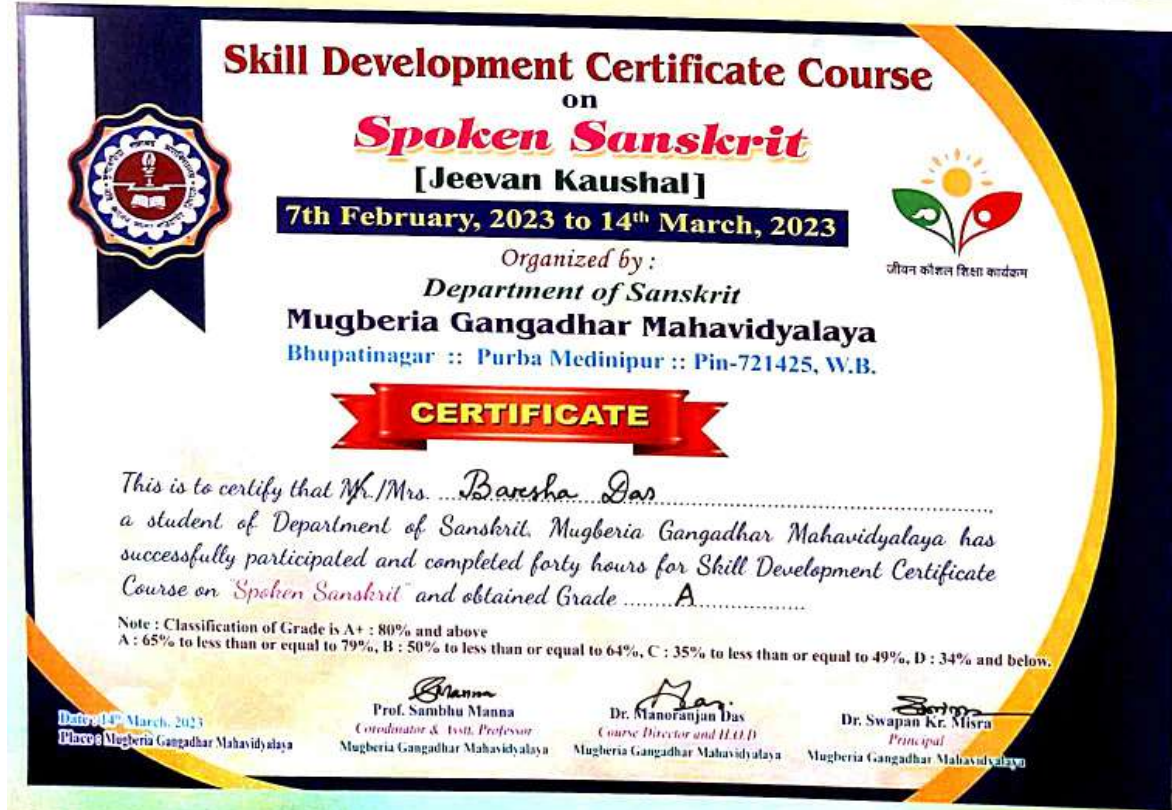 Skill Development Certificate Course
on
Spoken Sanskrit
[Jeevan Kaushal]
7th February, 2023 to 14th March, 2023
Organized by :
Department of Sanskrit
Mugberia Gangadhar Mahavidyalaya
Bhupatinagar :: Purba Medinipur :: Pin-721425, W.B.
जीवन कौशल शिक्षा कार्यक्रम
CERTIFICATE
This is to certify that Mr./Mrs. Baresha Das
a student of Department of Sanskrit, Mugberia Gangadhar Mahavidyalaya has
successfully participated and completed forty hours for Skill Development Certificate
Course on "Spoken Sanskrit" and obtained Grade ........A................
Note : Classification of Grade is A+ : 80% and above
A : 65% to less than or equal to 79%, B : 50% to less than or equal to 64%, C : 35% to less than or equal to 49%, D : 34% and below.
Date : 14th March, 2023
Place : Mugberia Gangadhar Mahavidyalaya
Prof. Sambhu Manna
Coordinator & Asstt. Professor
Mugberia Gangadhar Mahavidyalaya
Dr. Manoranjan Das
Course Director and H.O.D
Mugberia Gangadhar Mahavidyalaya
Dr. Swapan Kr. Misra
Principal
Mugberia Gangadhar Mahavidyalaya